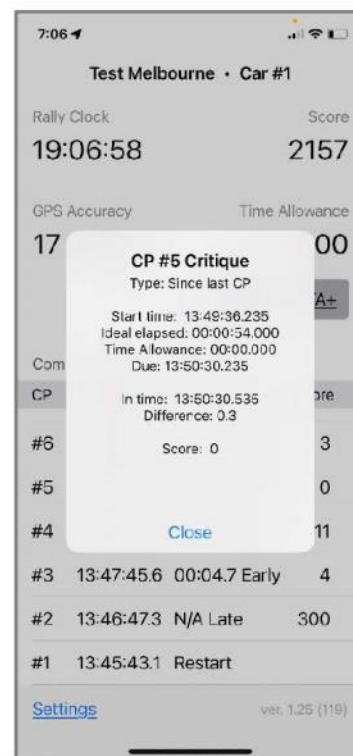 7:06
Test Melbourne • Car #1
Rally Clock Score
19:06:58 2157
GPS Accuracy Time Allowance
17 00
CP #5 Critique
Type: Since last CP
A+
Start time: 13:49:36.235
Ideal elapsed: 00:00:54.000
Time Allowance: 00:00.000
Com
Due: 13:50:30.235
CP ore
In time: 13:50:30.535
Difference: 0.3
#6 3
Score: 0
#5 0
#4 11
Close
#3 13:47:45.6 00:04.7 Early 4
#2 13:46:47.3 N/A Late 300
#1 13:45:43.1 Restart
Settings ver. 1.25 (119)